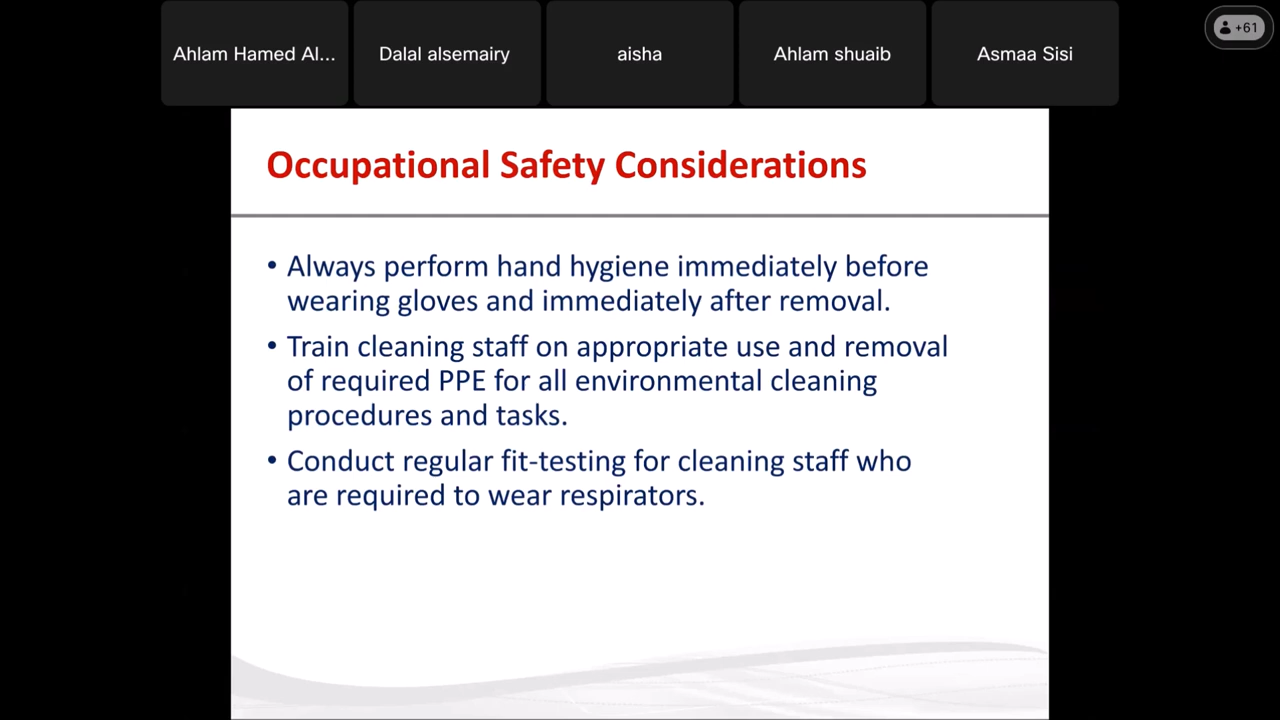 Ahlam Hamed Al...
Dalal alsemairy
aisha
Ahlam shuaib
Asmaa Sisi
+61
Occupational Safety Considerations
• Always perform hand hygiene immediately before
wearing gloves and immediately after removal.
• Train cleaning staff on appropriate use and removal
of required PPE for all environmental cleaning
procedures and tasks.
• Conduct regular fit-testing for cleaning staff who
are required to wear respirators.